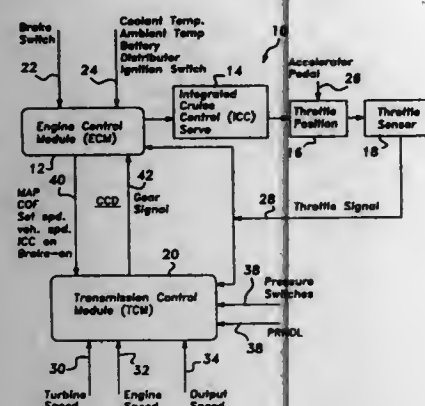 Brake
Switch
22
Coolant Temp.
Ambient Temp
Battery
Distributor
Ignition Switch
24
10
14
Integrated
Cruise
Control (ICC)
Servo
Accelerator
Pedal
26
Throttle
Position
16
Throttle
Sensor
18
Engine Control
Module (ECM)
12
40
42
MAP
COF
Set spd.
veh. spd.
ICC on
Brake-on
CCD
Gear
Signal
28
Throttle Signal
20
Transmission Control
Module (TCM)
38
Pressure
Switches
38
PRNDL
30
32
34
Turbine
Speed
Engine
Speed
Output
Speed